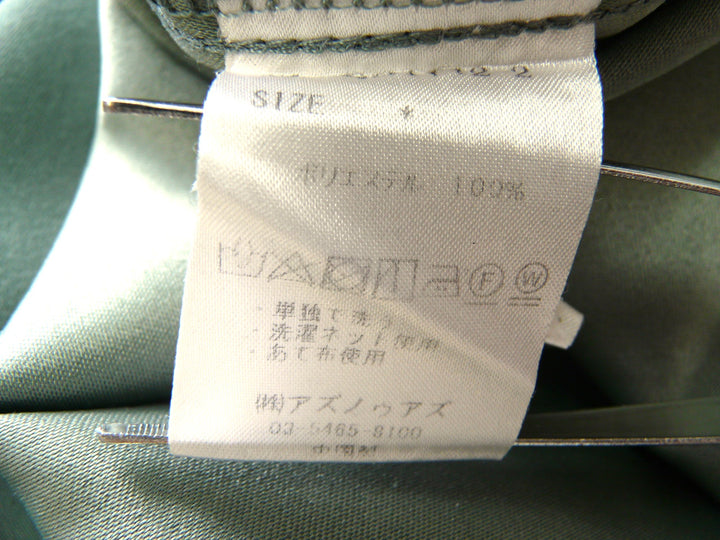 SIZE *
ポリエステル 100%
F W
・単独で洗う
・洗濯ネット使用
・あて布使用
㈱アズノゥアズ
03-5465-8100
中国製